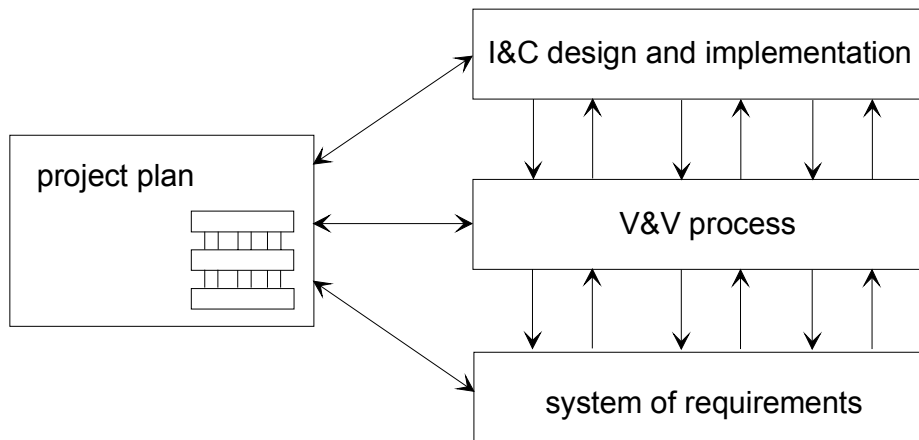 I&C design and implementation
project plan
V&V process
system of requirements